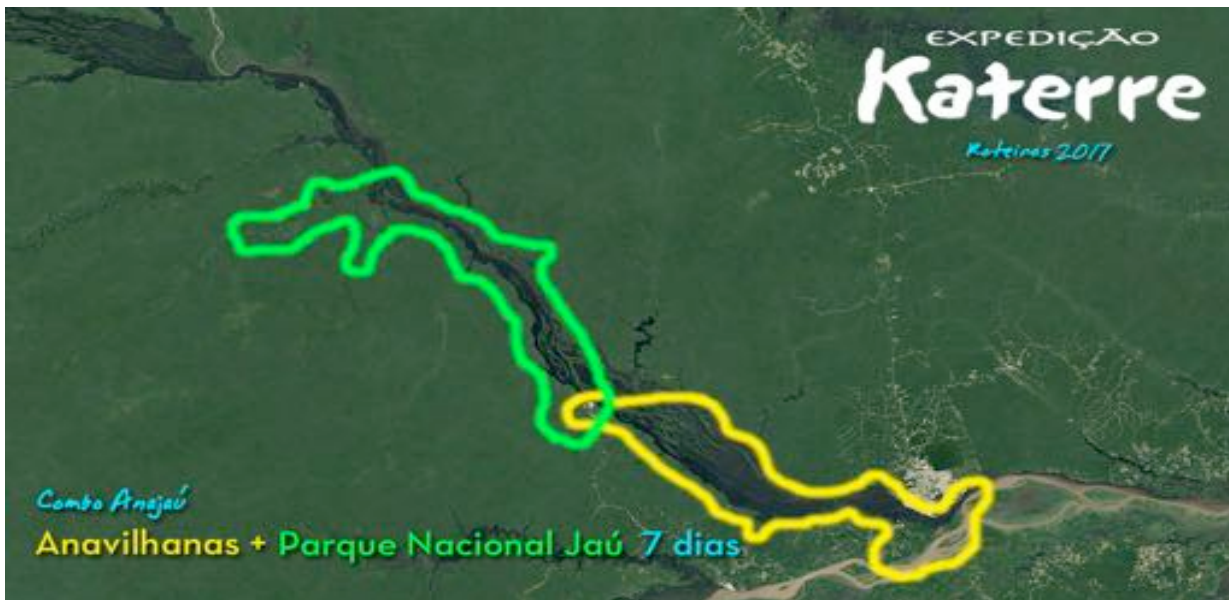 EXPEDIÇÃO
Katerre
Roteiros 2017
Combo Anajaú
Anavilhanas + Parque Nacional Jaú 7 dias